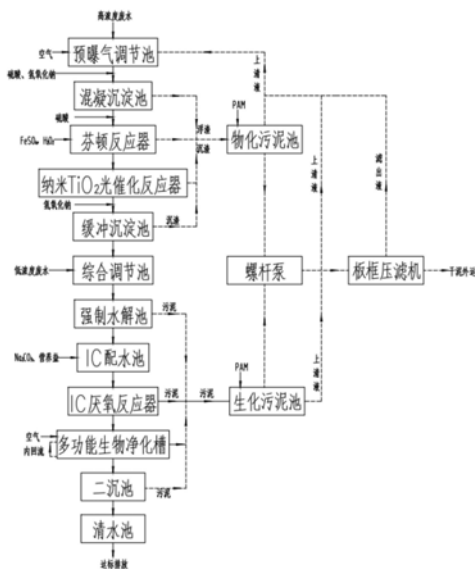 高浓度废水
空气
预曝气调节池
硫酸、氢氧化钠
混凝沉淀池
硫酸
FeSO₄、H₂O₂
芬顿反应器
纳米TiO₂光催化反应器
氢氧化钠
缓冲沉淀池
沉渣
浮渣
沉渣
PAM
物化污泥池
上清液
上清液
滤出液
低浓度废水
综合调节池
螺杆泵
板框压滤机
干泥外运
强制水解池
污泥
Na₂CO₃、营养盐
IC配水池
IC厌氧反应器
污泥
污泥
PAM
生化污泥池
上清液
空气
内回流
多功能生物净化槽
二沉池
污泥
清水池
达标排放